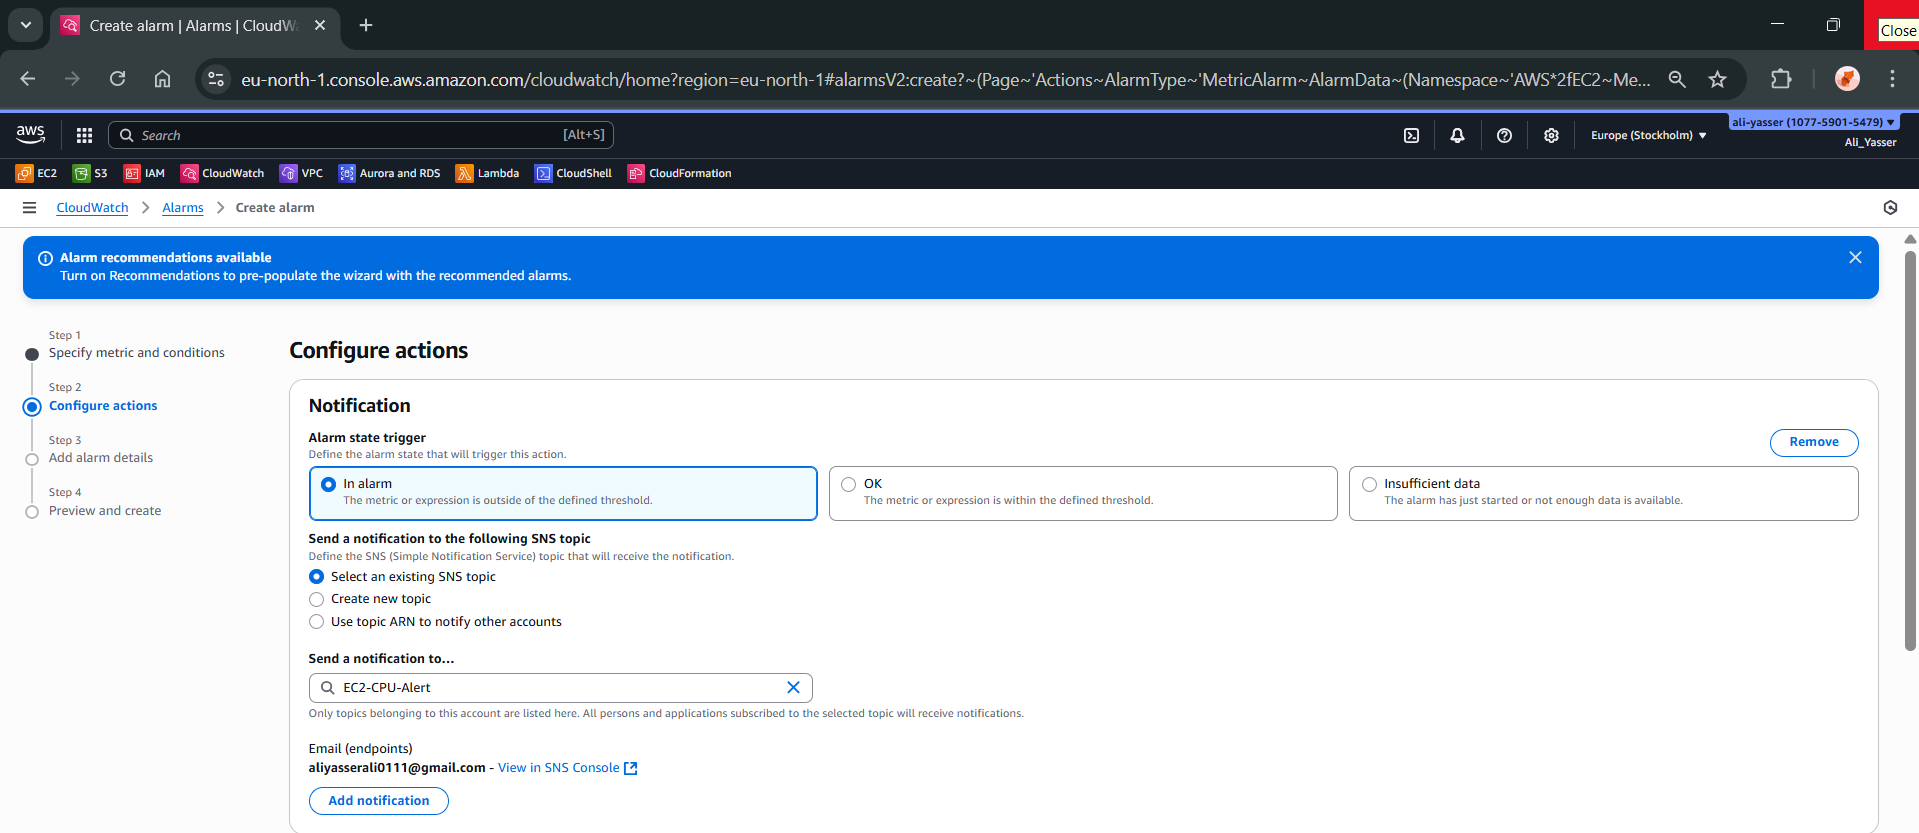 Create alarm | Alarms | CloudW
Close
eu-north-1.console.aws.amazon.com/cloudwatch/home?region=eu-north-1#alarmsV2:create?~(Page~'Actions~AlarmType~'MetricAlarm~AlarmData~(Namespace~'AWS*2fEC2~Me...
aws
Search
[Alt+S]
Europe (Stockholm)
ali-yasser (1077-5901-5479)
Ali_Yasser
EC2 S3 IAM CloudWatch VPC Aurora and RDS Lambda CloudShell CloudFormation
CloudWatch > Alarms > Create alarm
Alarm recommendations available
Turn on Recommendations to pre-populate the wizard with the recommended alarms.
Step 1
Specify metric and conditions
Step 2
Configure actions
Step 3
Add alarm details
Step 4
Preview and create
Configure actions
Notification
Alarm state trigger
Define the alarm state that will trigger this action.
Remove
In alarm
The metric or expression is outside of the defined threshold.
OK
The metric or expression is within the defined threshold.
Insufficient data
The alarm has just started or not enough data is available.
Send a notification to the following SNS topic
Define the SNS (Simple Notification Service) topic that will receive the notification.
Select an existing SNS topic
Create new topic
Use topic ARN to notify other accounts
Send a notification to...
EC2-CPU-Alert
Only topics belonging to this account are listed here. All persons and applications subscribed to the selected topic will receive notifications.
Email (endpoints)
aliyasserali0111@gmail.com - View in SNS Console
Add notification